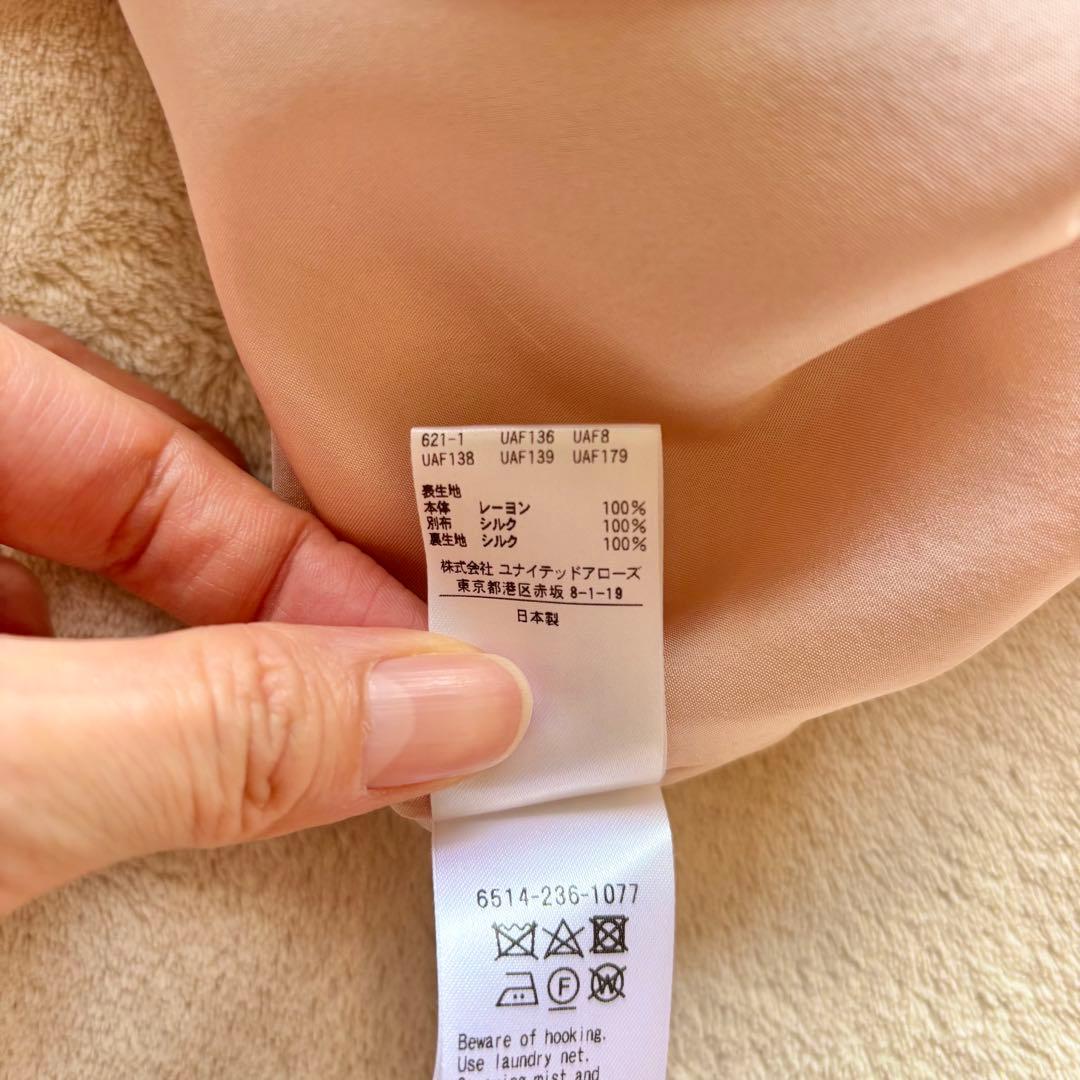 621-1 UAF136 UAF8
UAF138 UAF139 UAF179
表生地
本体 レーヨン 100%
別布 シルク 100%
裏生地 シルク 100%
株式会社 ユナイテッドアローズ
東京都港区赤坂 8-1-19
日本製
6514-236-1077
F W
Beware of hooking.
Use laundry net.
mist and